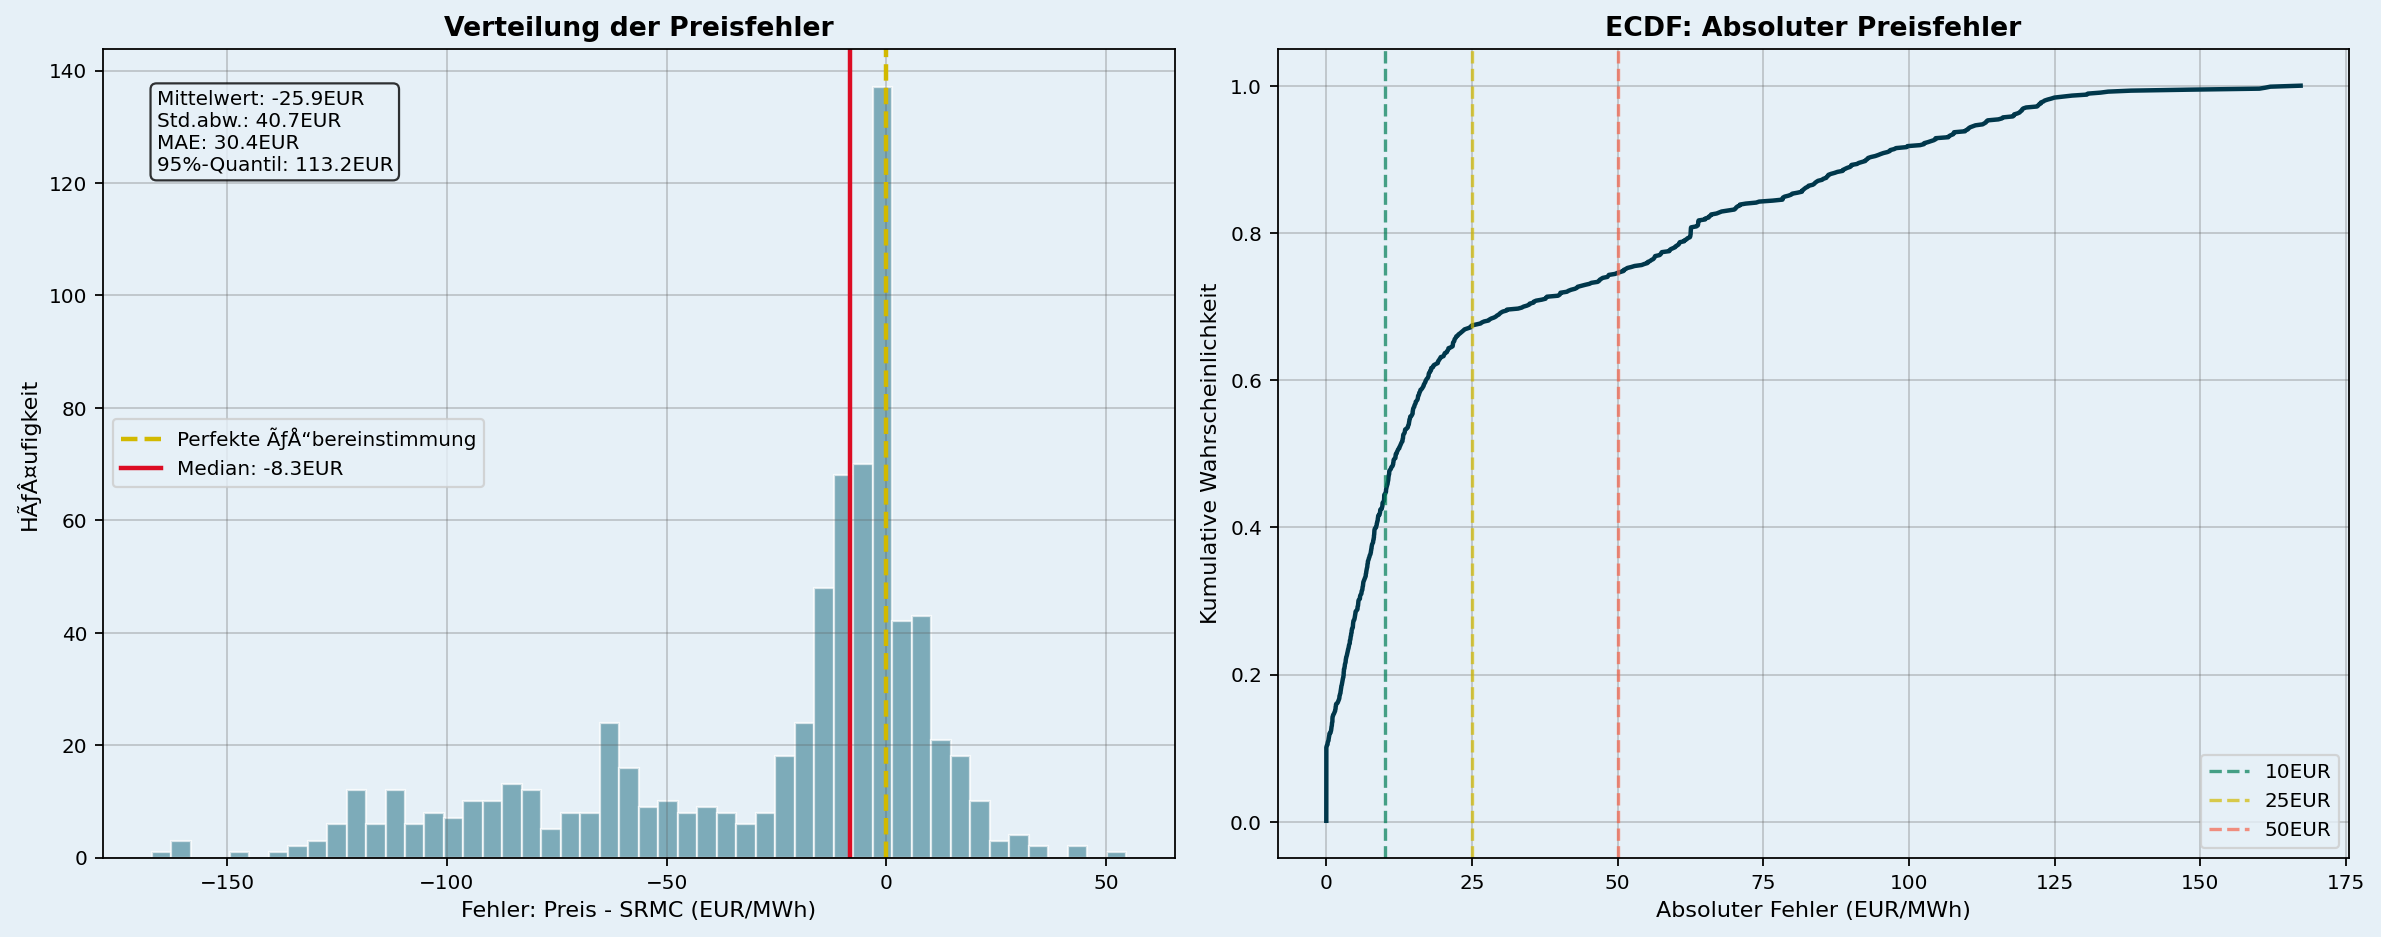 Verteilung der Preisfehler
140
120
100
80
60
40
20
0
HÃƒÂ¤ufigkeit
Mittelwert: -25.9EUR
Std.abw.: 40.7EUR
MAE: 30.4EUR
95%-Quantil: 113.2EUR
Perfekte ÃƒÅ“bereinstimmung
Median: -8.3EUR
−150
−100
−50
0
50
Fehler: Preis - SRMC (EUR/MWh)
ECDF: Absoluter Preisfehler
1.0
0.8
0.6
0.4
0.2
0.0
Kumulative Wahrscheinlichkeit
10EUR
25EUR
50EUR
0
25
50
75
100
125
150
175
Absoluter Fehler (EUR/MWh)